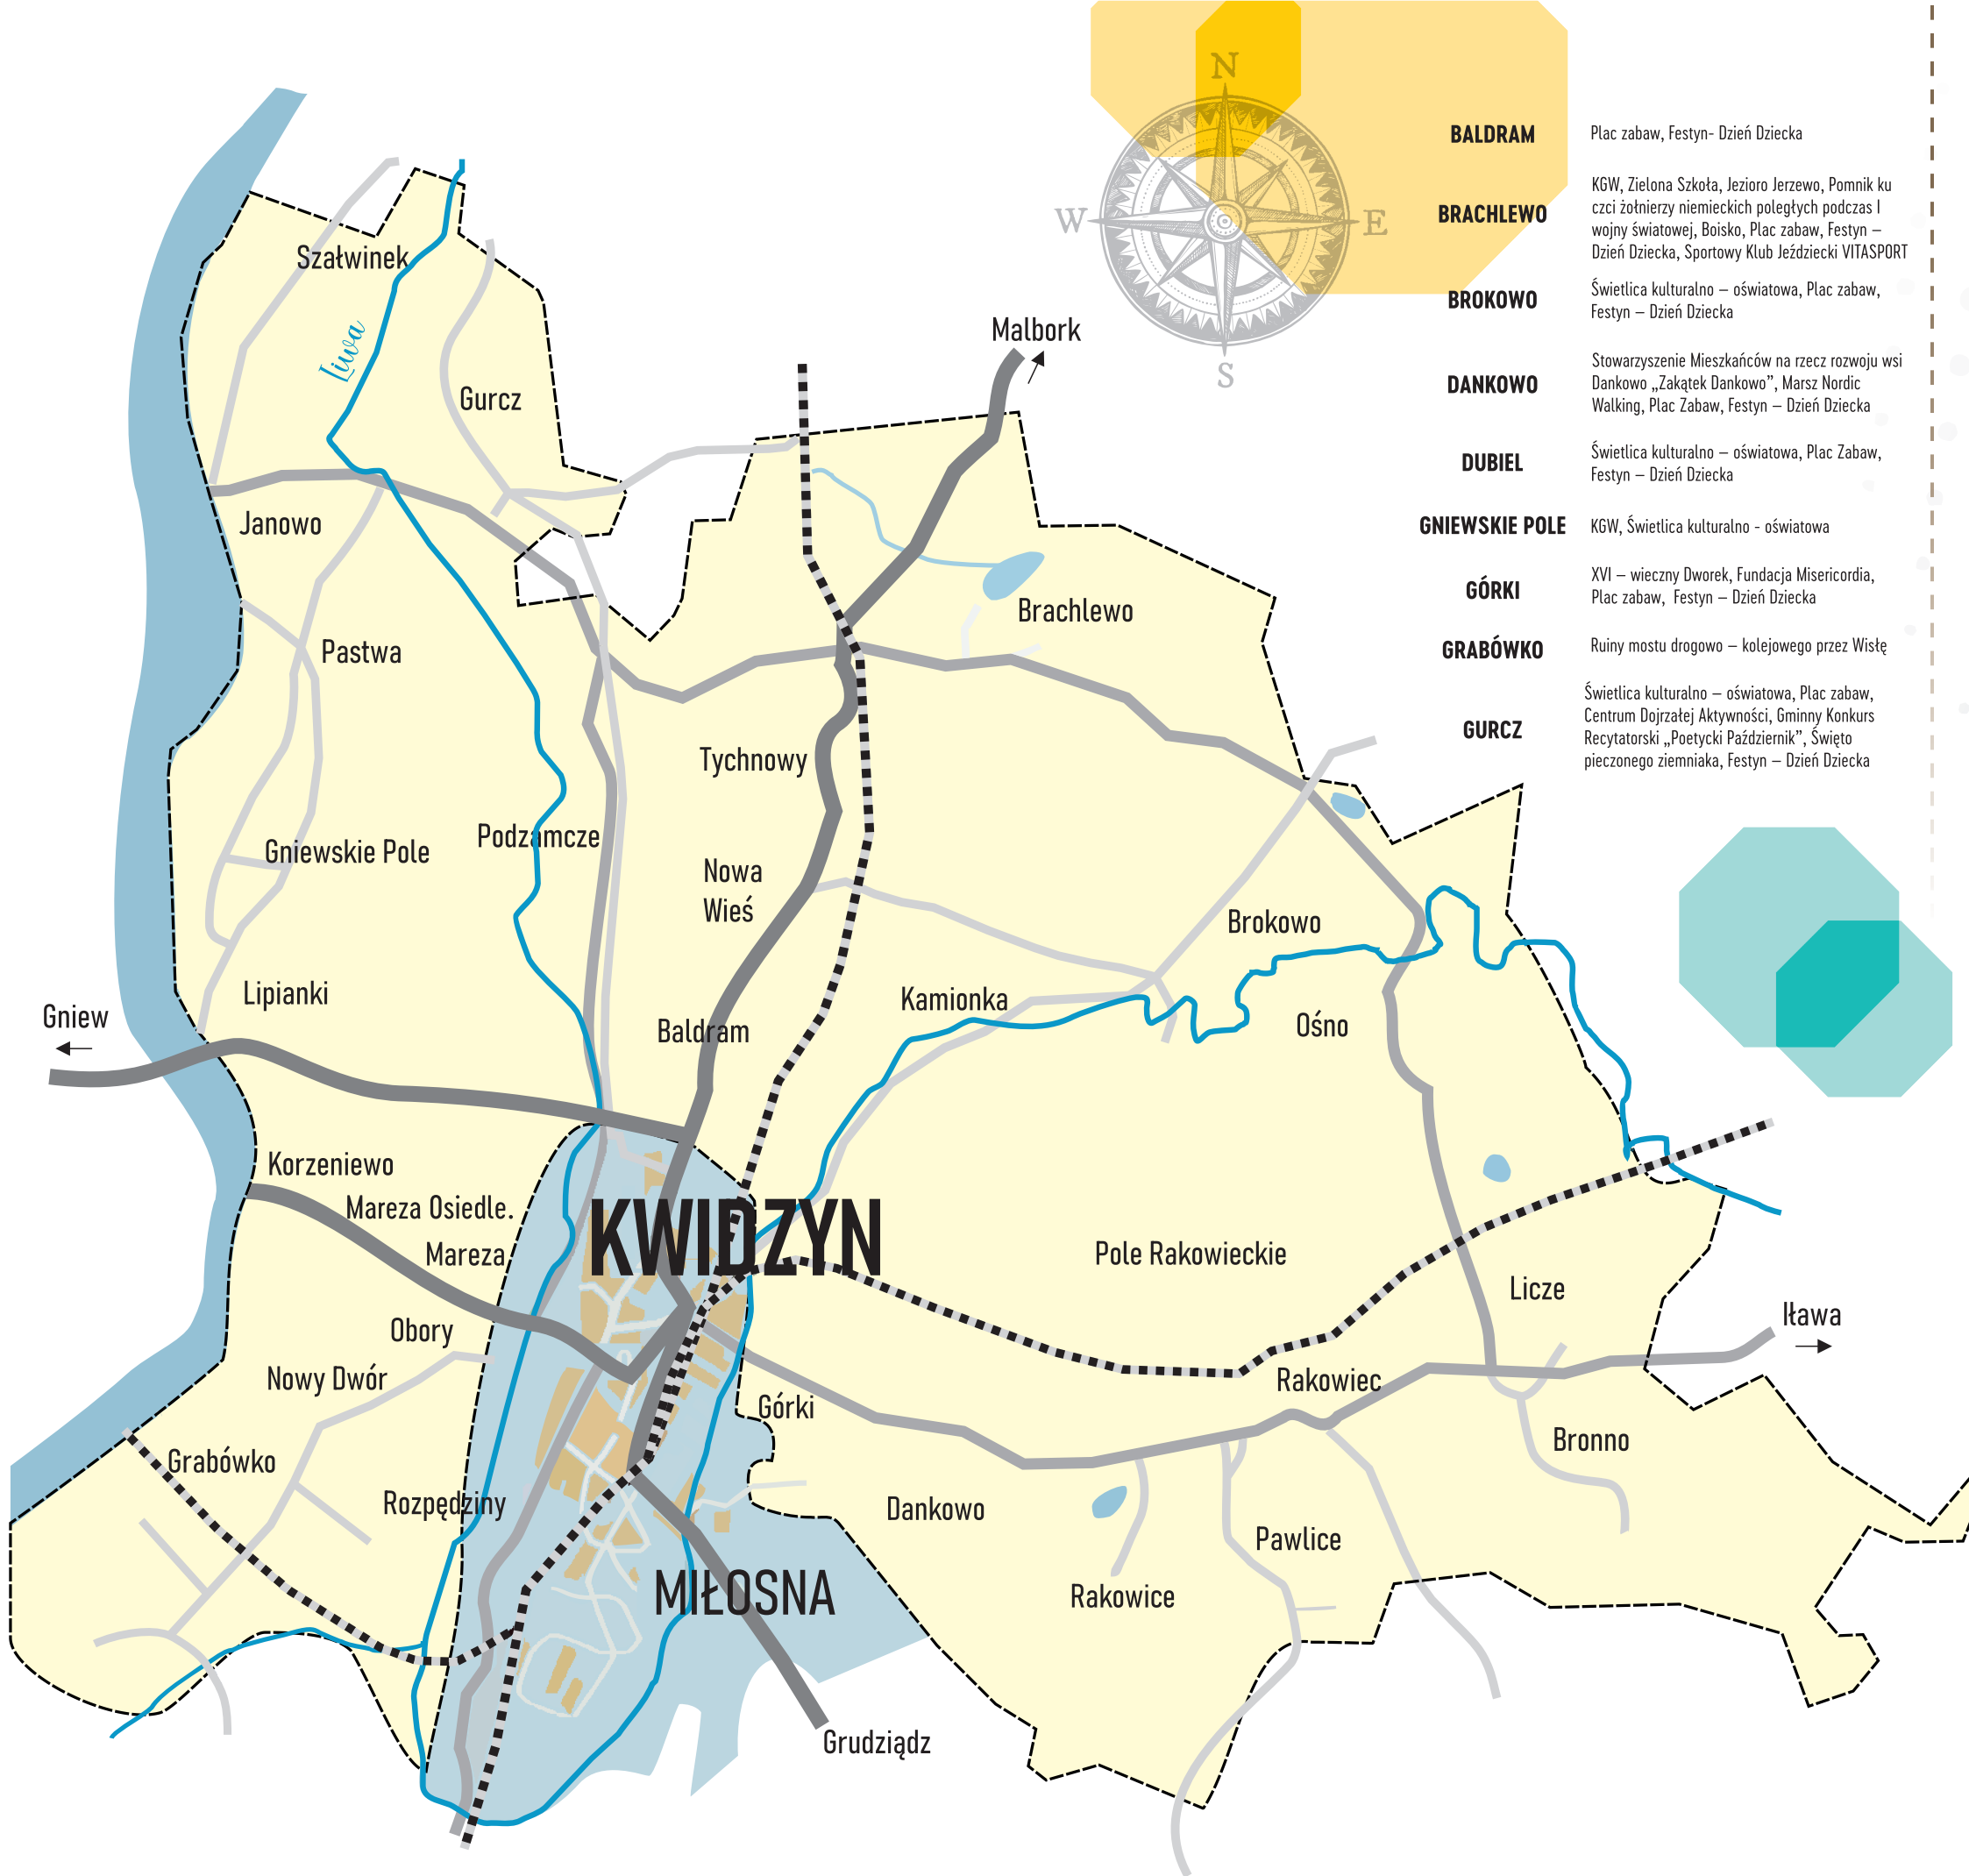 N
W
E
S
BALDRAM
Plac zabaw, Festyn- Dzień Dziecka
BRACHLEWO
KGW, Zielona Szkoła, Jezioro Jerzewo, Pomnik ku
czci żołnierzy niemieckich poległych podczas I
wojny światowej, Boisko, Plac zabaw, Festyn –
Dzień Dziecka, Sportowy Klub Jeździecki VITASPORT
BROKOWO
Świetlica kulturalno – oświatowa, Plac zabaw,
Festyn – Dzień Dziecka
DANKOWO
Stowarzyszenie Mieszkańców na rzecz rozwoju wsi
Dankowo „Zakątek Dankowo”, Marsz Nordic
Walking, Plac Zabaw, Festyn – Dzień Dziecka
DUBIEL
Świetlica kulturalno – oświatowa, Plac Zabaw,
Festyn – Dzień Dziecka
GNIEWSKIE POLE
KGW, Świetlica kulturalno - oświatowa
GÓRKI
XVI – wieczny Dworek, Fundacja Misericordia,
Plac zabaw, Festyn – Dzień Dziecka
GRABÓWKO
Ruiny mostu drogowo – kolejowego przez Wisłę
GURCZ
Świetlica kulturalno – oświatowa, Plac zabaw,
Centrum Dojrzałej Aktywności, Gminny Konkurs
Recytatorski „Poetycki Październik”, Święto
pieczonego ziemniaka, Festyn – Dzień Dziecka
Szałwinek
Liwa
Malbork
Gurcz
Janowo
Brachlewo
Pastwa
Tychnowy
Podzamcze
Gniewskie Pole
Nowa
Wieś
Brokowo
Lipianki
Kamionka
Gniew
Ośno
Baldram
Korzeniewo
Mareza Osiedle.
KWIDZYN
Mareza
Pole Rakowieckie
Licze
Iława
Obory
Nowy Dwór
Rakowiec
Górki
Bronno
Grabówko
Rozpędziny
Dankowo
Pawlice
MIŁOSNA
Rakowice
Grudziądz